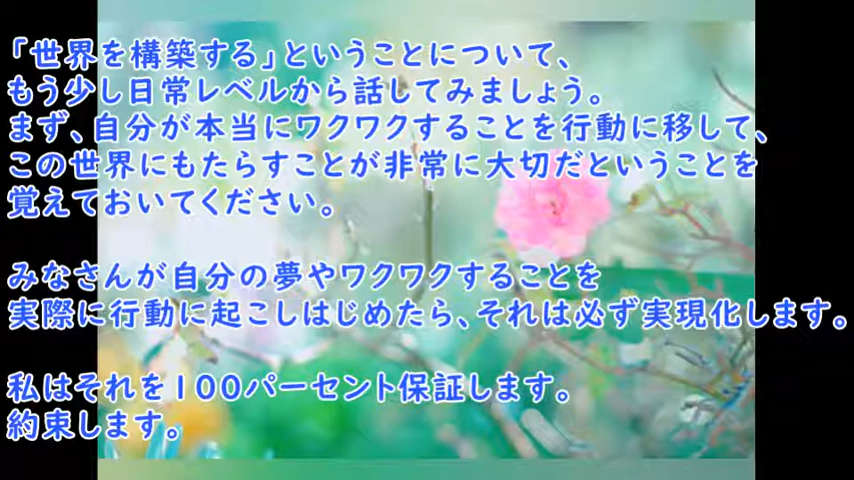 「世界を構築する」ということについて、
もう少し日常レベルから話してみましょう。
まず、自分が本当にワクワクすることを行動に移して、
この世界にもたらすことが非常に大切だということを
覚えておいてください。
みなさんが自分の夢やワクワクすることを
実際に行動に起こしはじめたら、それは必ず実現化します。
私はそれを100パーセント保証します。
約束します。